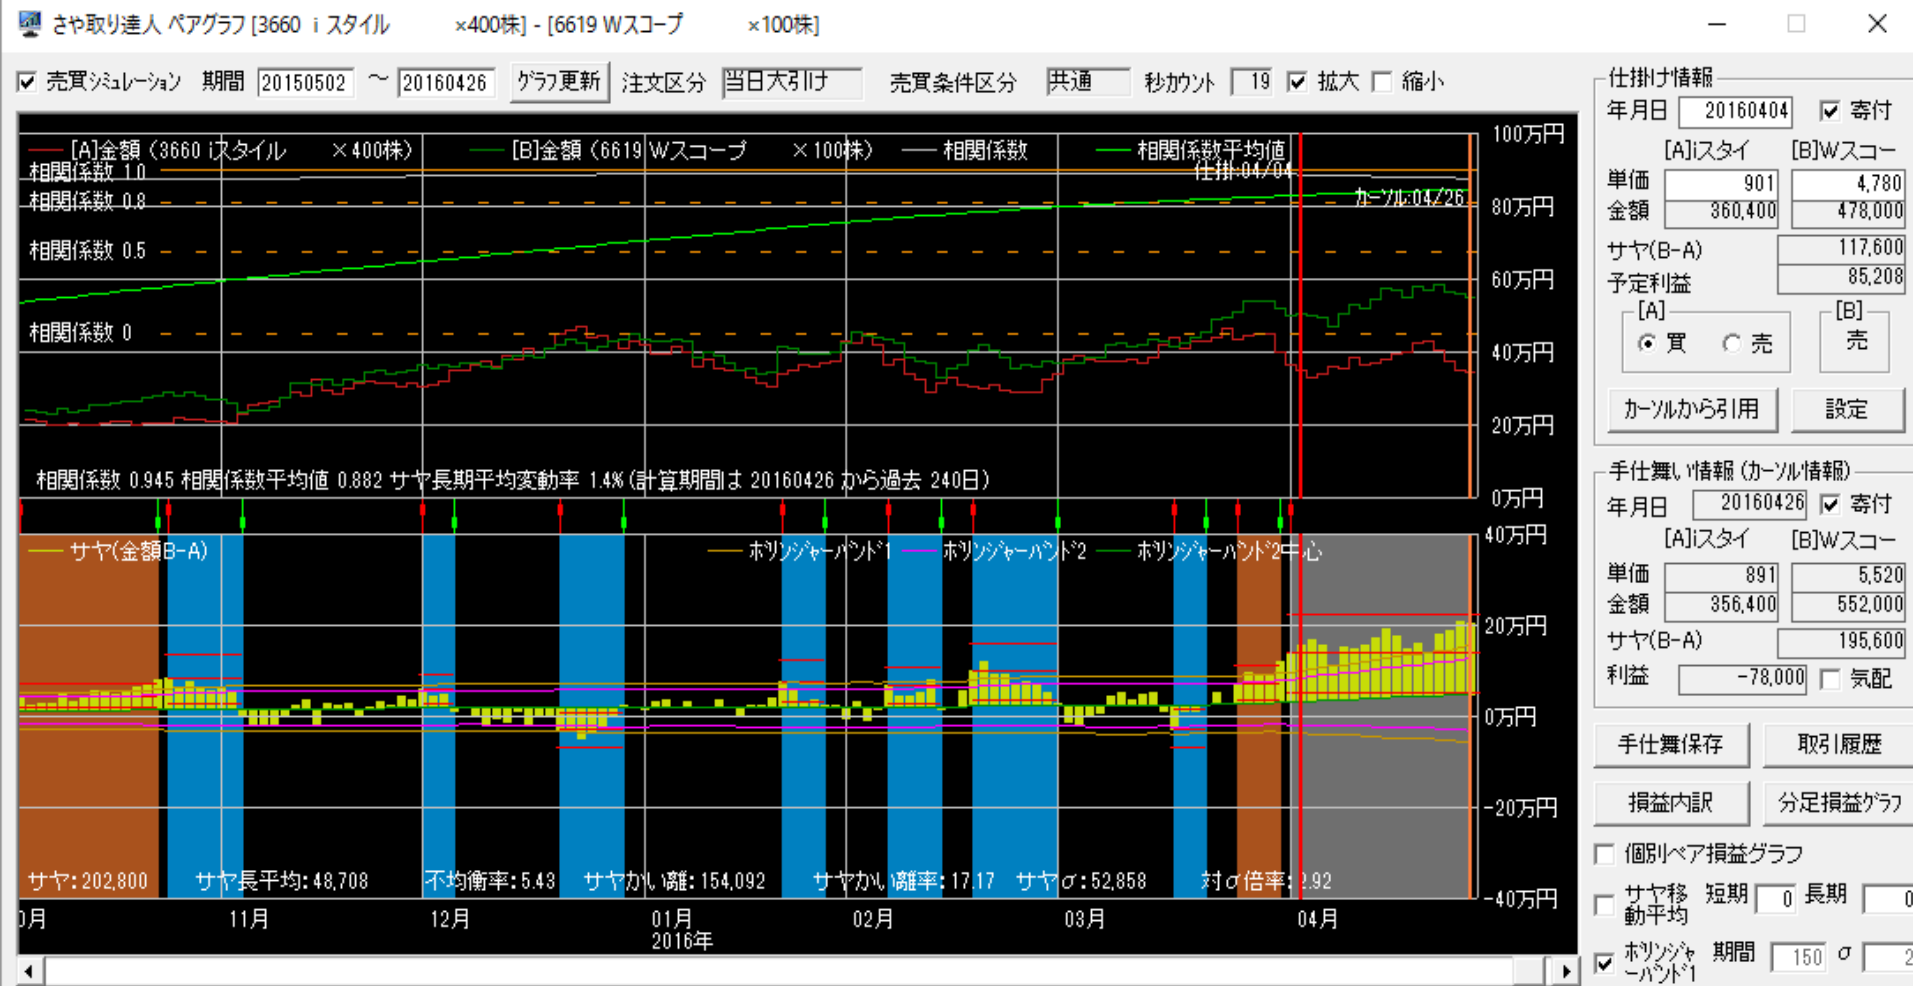 さや取り達人 ペアグラフ [3660 ｉスタイル ×400株] - [6619 Wスコープ ×100株]
売買ｼﾐｭﾚｰｼｮﾝ 期間 20150502 ～ 20160426 ｸﾞﾗﾌ更新 注文区分 当日大引け 売買条件区分 共通 秒ｶｳﾝﾄ 19 拡大 縮小
[A]金額（3660 iスタイル ×400株） [B]金額（6619 Wスコープ ×100株） 相関係数 相関係数平均値
相関係数 1.0
仕掛:04/04
相関係数 0.8
ｶｰｿﾙ:04/26
相関係数 0.5
相関係数 0
100万円
80万円
60万円
40万円
20万円
0万円
相関係数 0.945 相関係数平均値 0.882 サヤ長期平均変動率 1.4%(計算期間は 20160426 から過去 240日)
サヤ(金額B-A) ﾎﾞﾘﾝｼﾞｬｰﾊﾞﾝﾄﾞ1 ﾎﾞﾘﾝｼﾞｬｰﾊﾞﾝﾄﾞ2 ﾎﾞﾘﾝｼﾞｬｰﾊﾞﾝﾄﾞ2中心
40万円
20万円
0万円
-20万円
-40万円
サヤ:202,800 サヤ長平均:48,708 不均衡率:5.43 サヤかい離:154,092 サヤかい離率:17.17 サヤσ:52,858 対σ倍率:2.92
0月 11月 12月 01月 02月 03月 04月
2016年
仕掛け情報
年月日 20160404 寄付
[A]iスタイ [B]Wスコー
単価 901 4,780
金額 360,400 478,000
サヤ(B-A) 117,600
予定利益 85,208
[A] [B]
買 売 売
ｶｰｿﾙから引用 設定
手仕舞い情報 (ｶｰｿﾙ情報)
年月日 20160426 寄付
[A]iスタイ [B]Wスコー
単価 891 5,520
金額 356,400 552,000
サヤ(B-A) 195,600
利益 -78,000 気配
手仕舞保存 取引履歴
損益内訳 分足損益ｸﾞﾗﾌ
個別ペア損益グラフ
サヤ移動平均 短期 0 長期 0
ﾎﾞﾘﾝｼﾞｬｰﾊﾞﾝﾄﾞ1 期間 150 σ 2